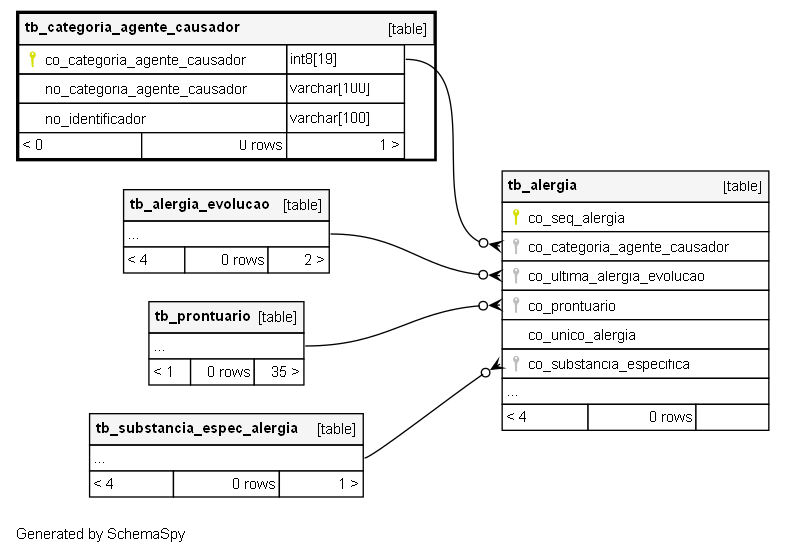 tb_categoria_agente_causador [table]
co_categoria_agente_causador int8[19]
no_categoria_agente_causador varchar[100]
no_identificador varchar[100]
< 0 0 rows 1 >
tb_alergia_evolucao [table]
...
< 4 0 rows 2 >
tb_prontuario [table]
...
< 1 0 rows 35 >
tb_substancia_espec_alergia [table]
...
< 4 0 rows 1 >
tb_alergia [table]
co_seq_alergia
co_categoria_agente_causador
co_ultima_alergia_evolucao
co_prontuario
co_unico_alergia
co_substancia_especifica
...
< 4 0 rows
Generated by SchemaSpy